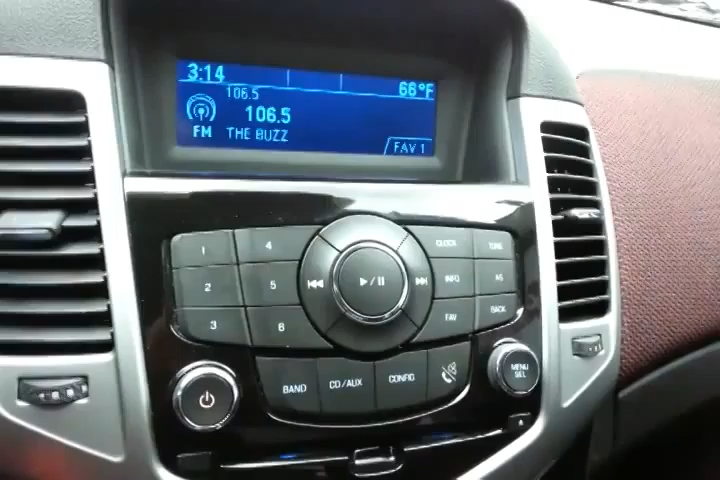 3:14
106.5
66°F
106.5
FM THE BUZZ
FAV 1
1 4
CLOCK TONE
2 5
INFO AS
3 6
FAV BACK
BAND CD/AUX CONFIG
MENU SEL